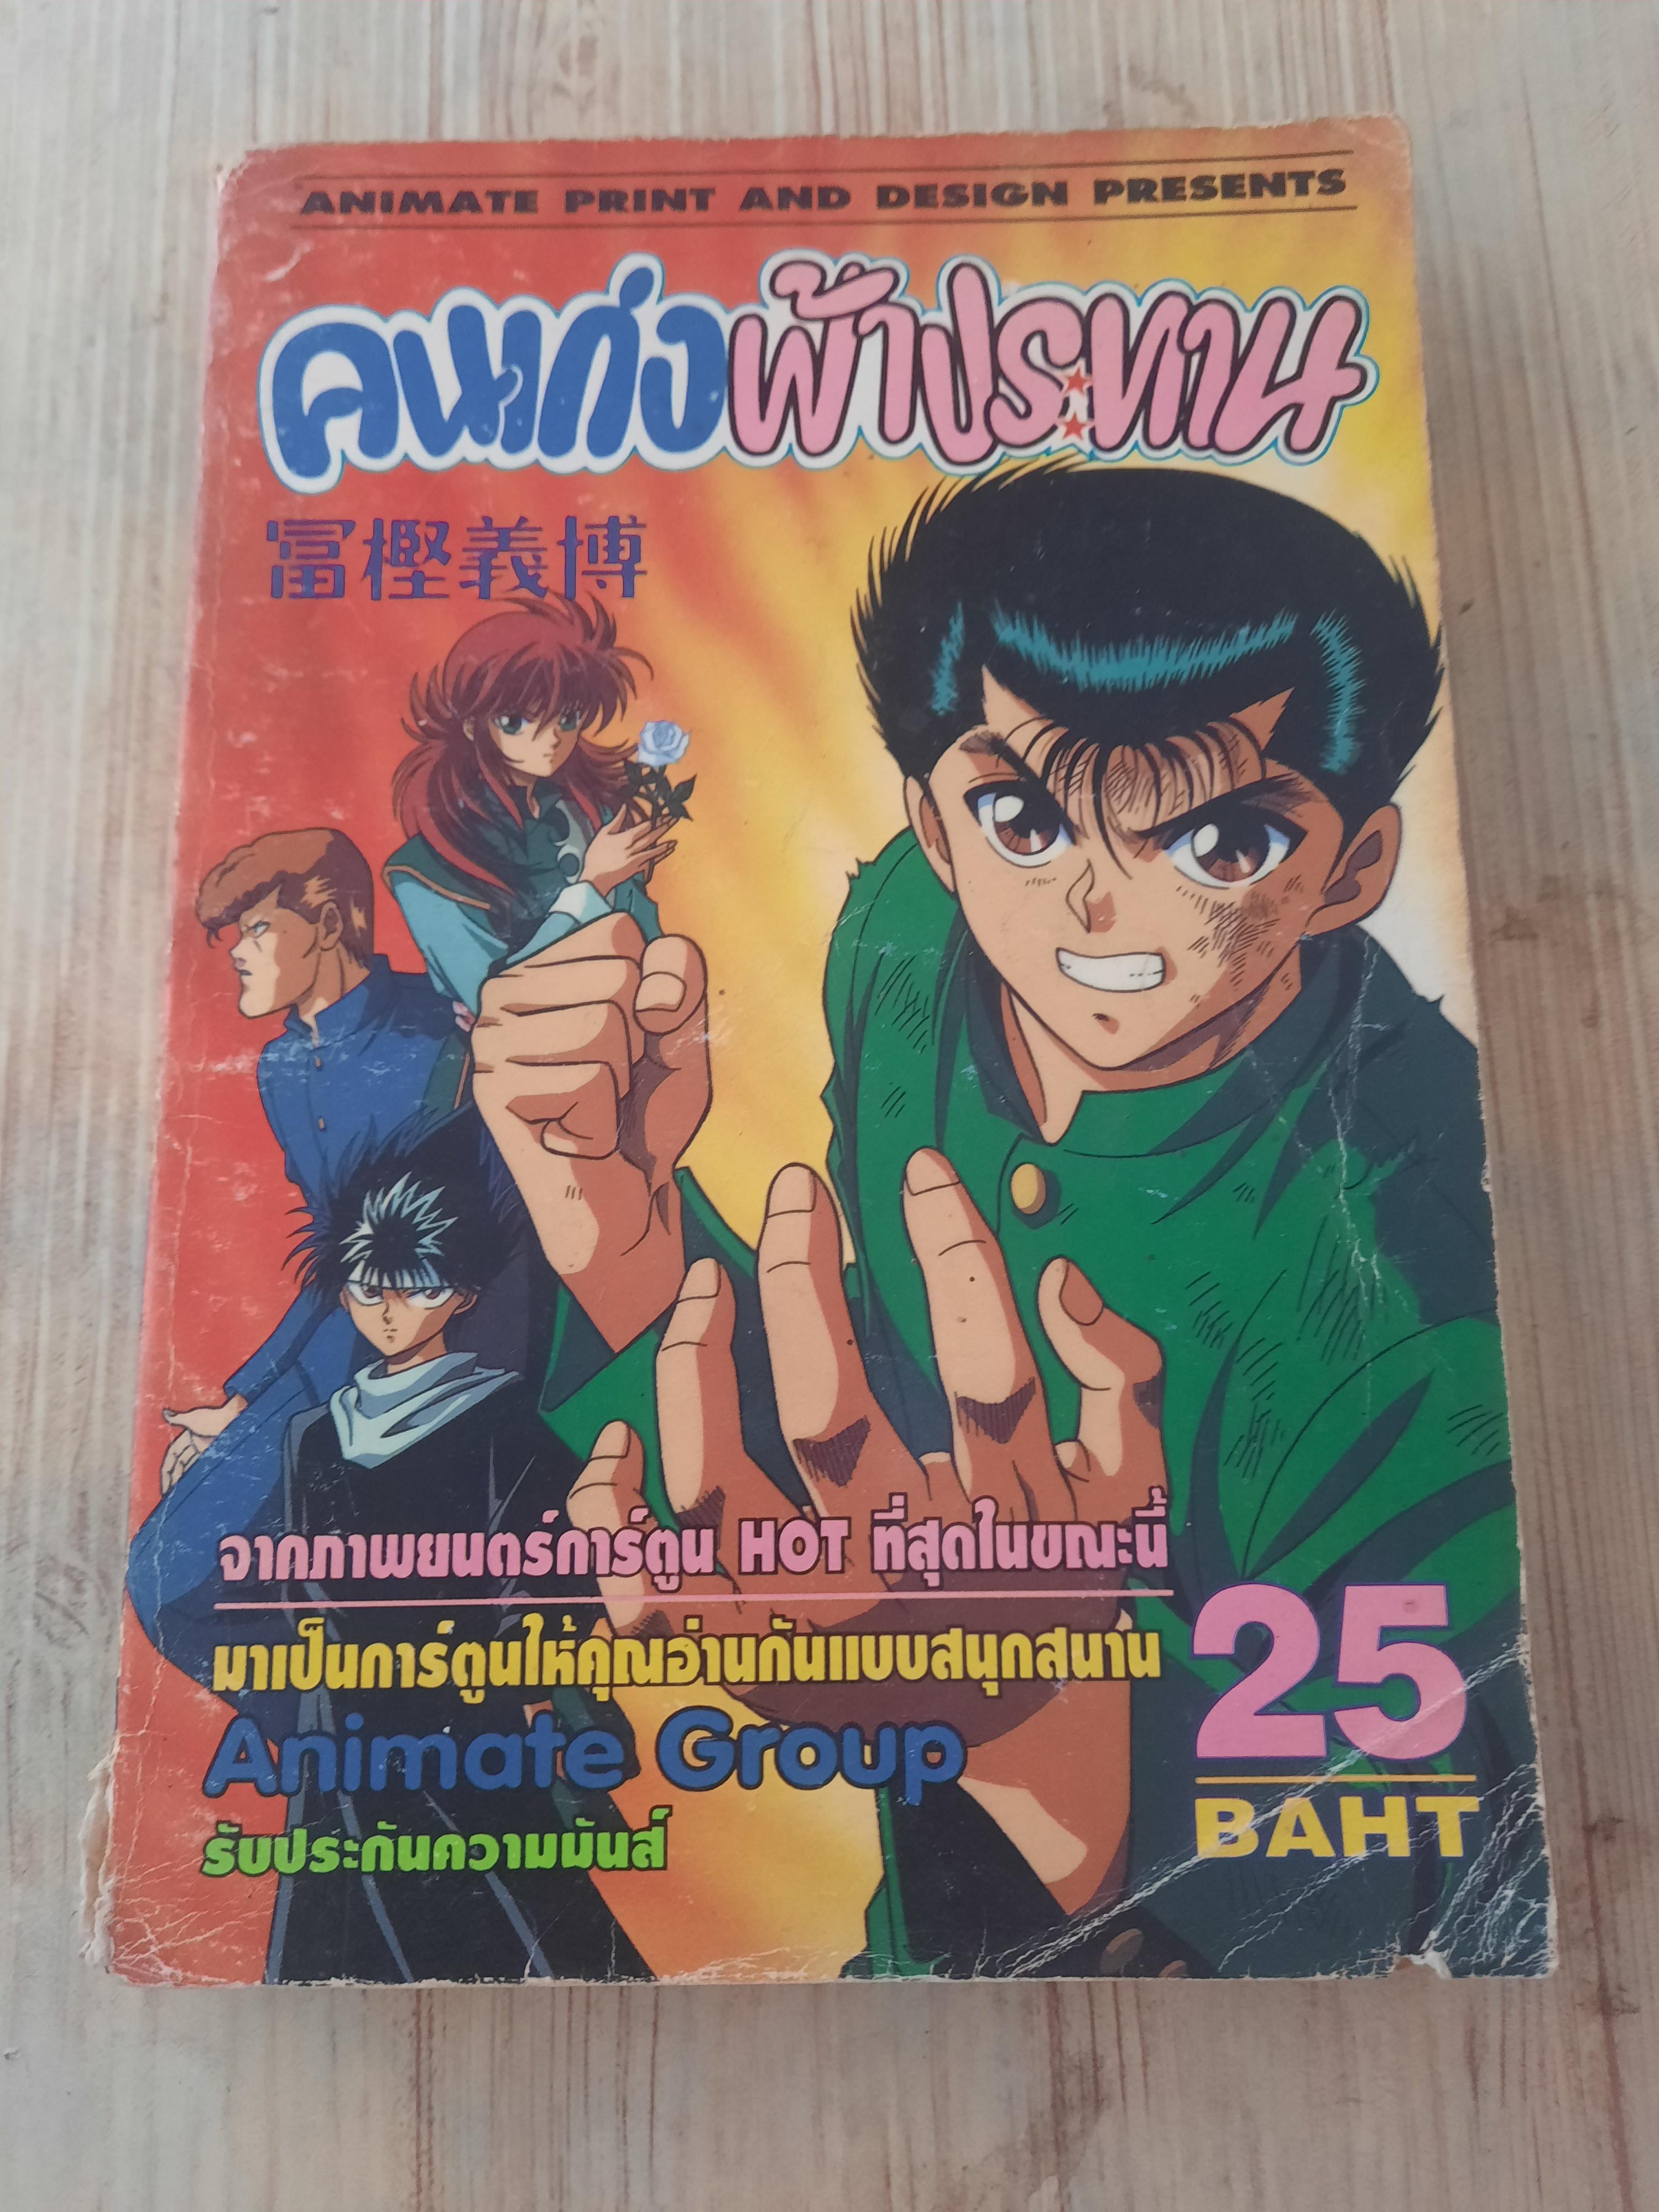 ANIMATE PRINT AND DESIGN PRESENTS
คนเก่งฟ้าประทาน
冨樫義博
จากภาพยนตร์การ์ตูน HOT ที่สุดในขณะนี้
มาเป็นการ์ตูนให้คุณอ่านกันแบบสนุกสนาน
Animate Group
รับประกันความมันส์
25
BAHT